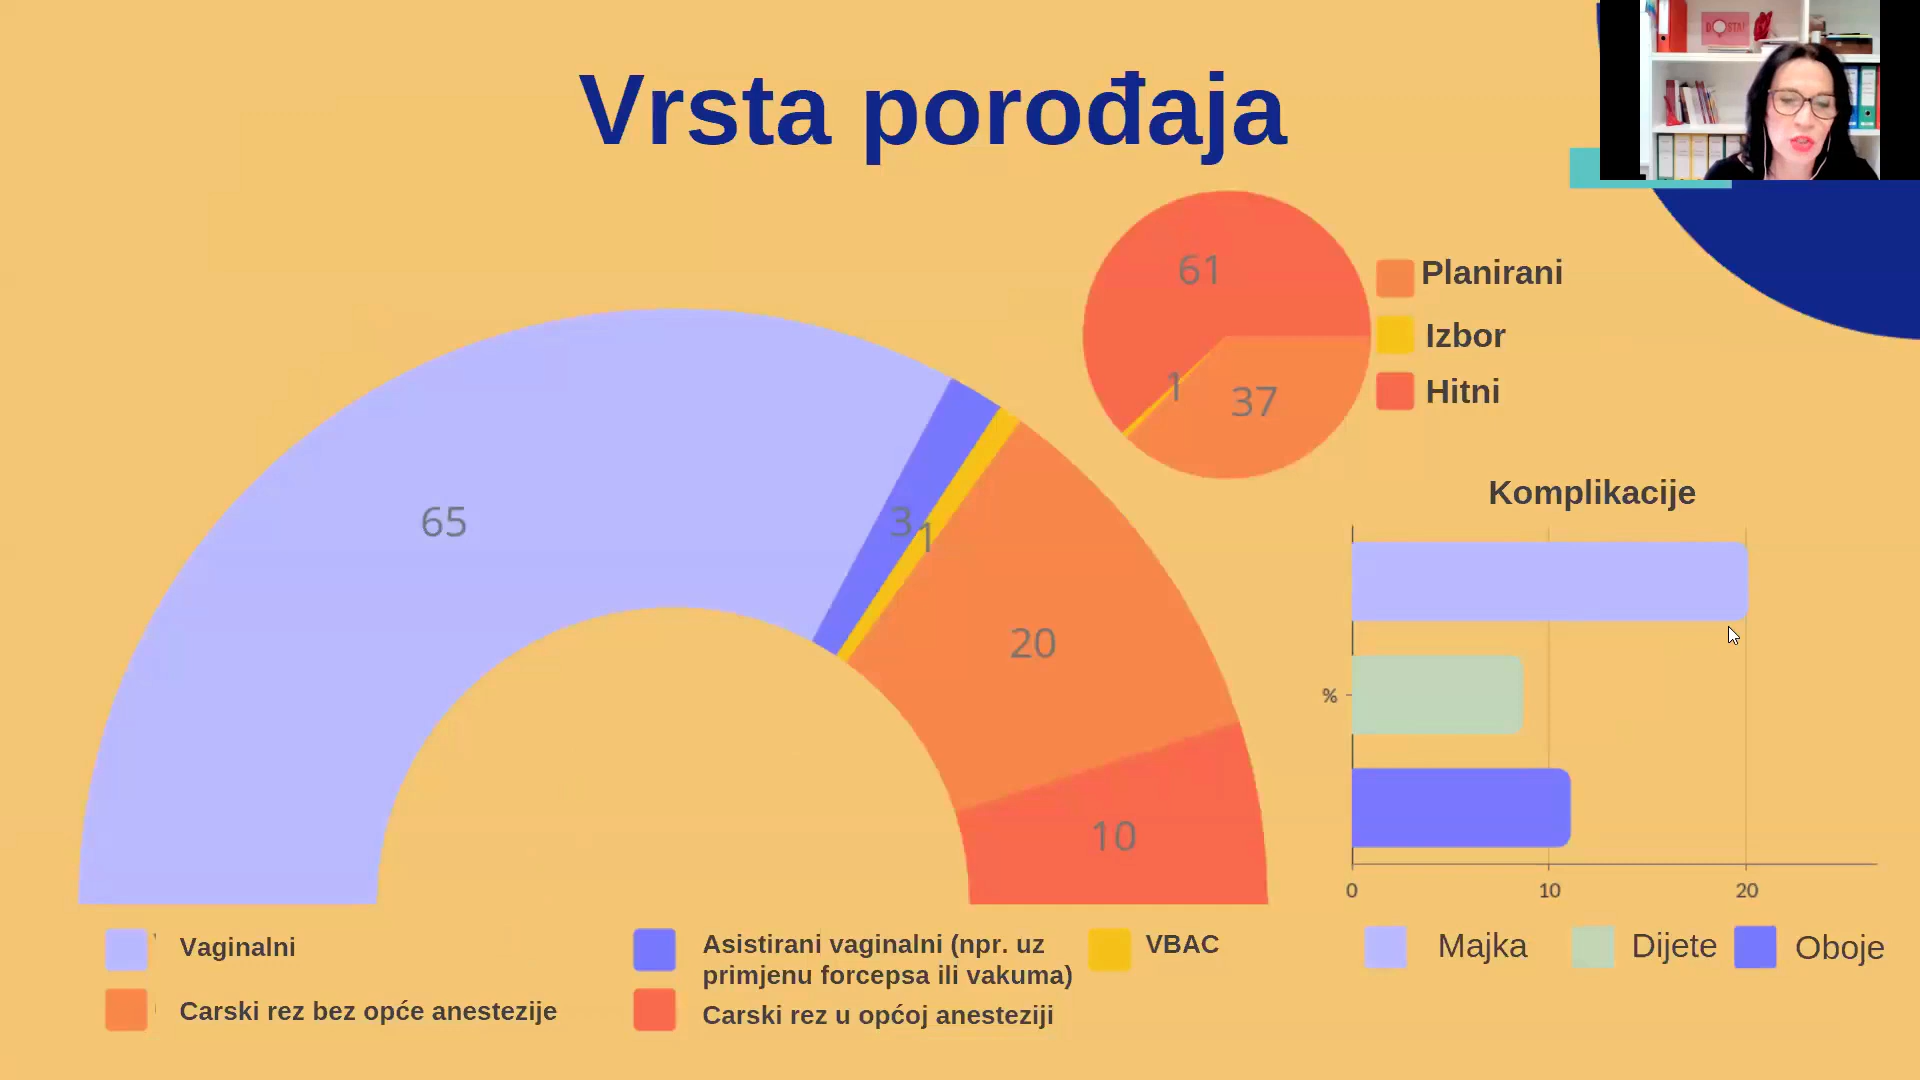 Vrsta porođaja
DOSTA!
61
1
37
Planirani
Izbor
Hitni
65
3
1
20
10
Komplikacije
%
0 10 20
Majka Dijete Oboje
Vaginalni
Asistirani vaginalni (npr. uz
primjenu forcepsa ili vakuma)
VBAC
Carski rez bez opće anestezije
Carski rez u općoj anesteziji